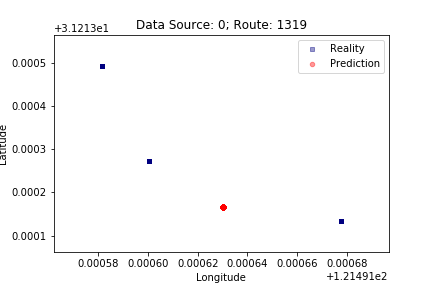 Data Source: 0; Route: 1319
+3.1213e1
Reality
Prediction
0.0005
0.0004
0.0003
0.0002
0.0001
Latitude
0.00058 0.00060 0.00062 0.00064 0.00066 0.00068
Longitude
+1.21491e2